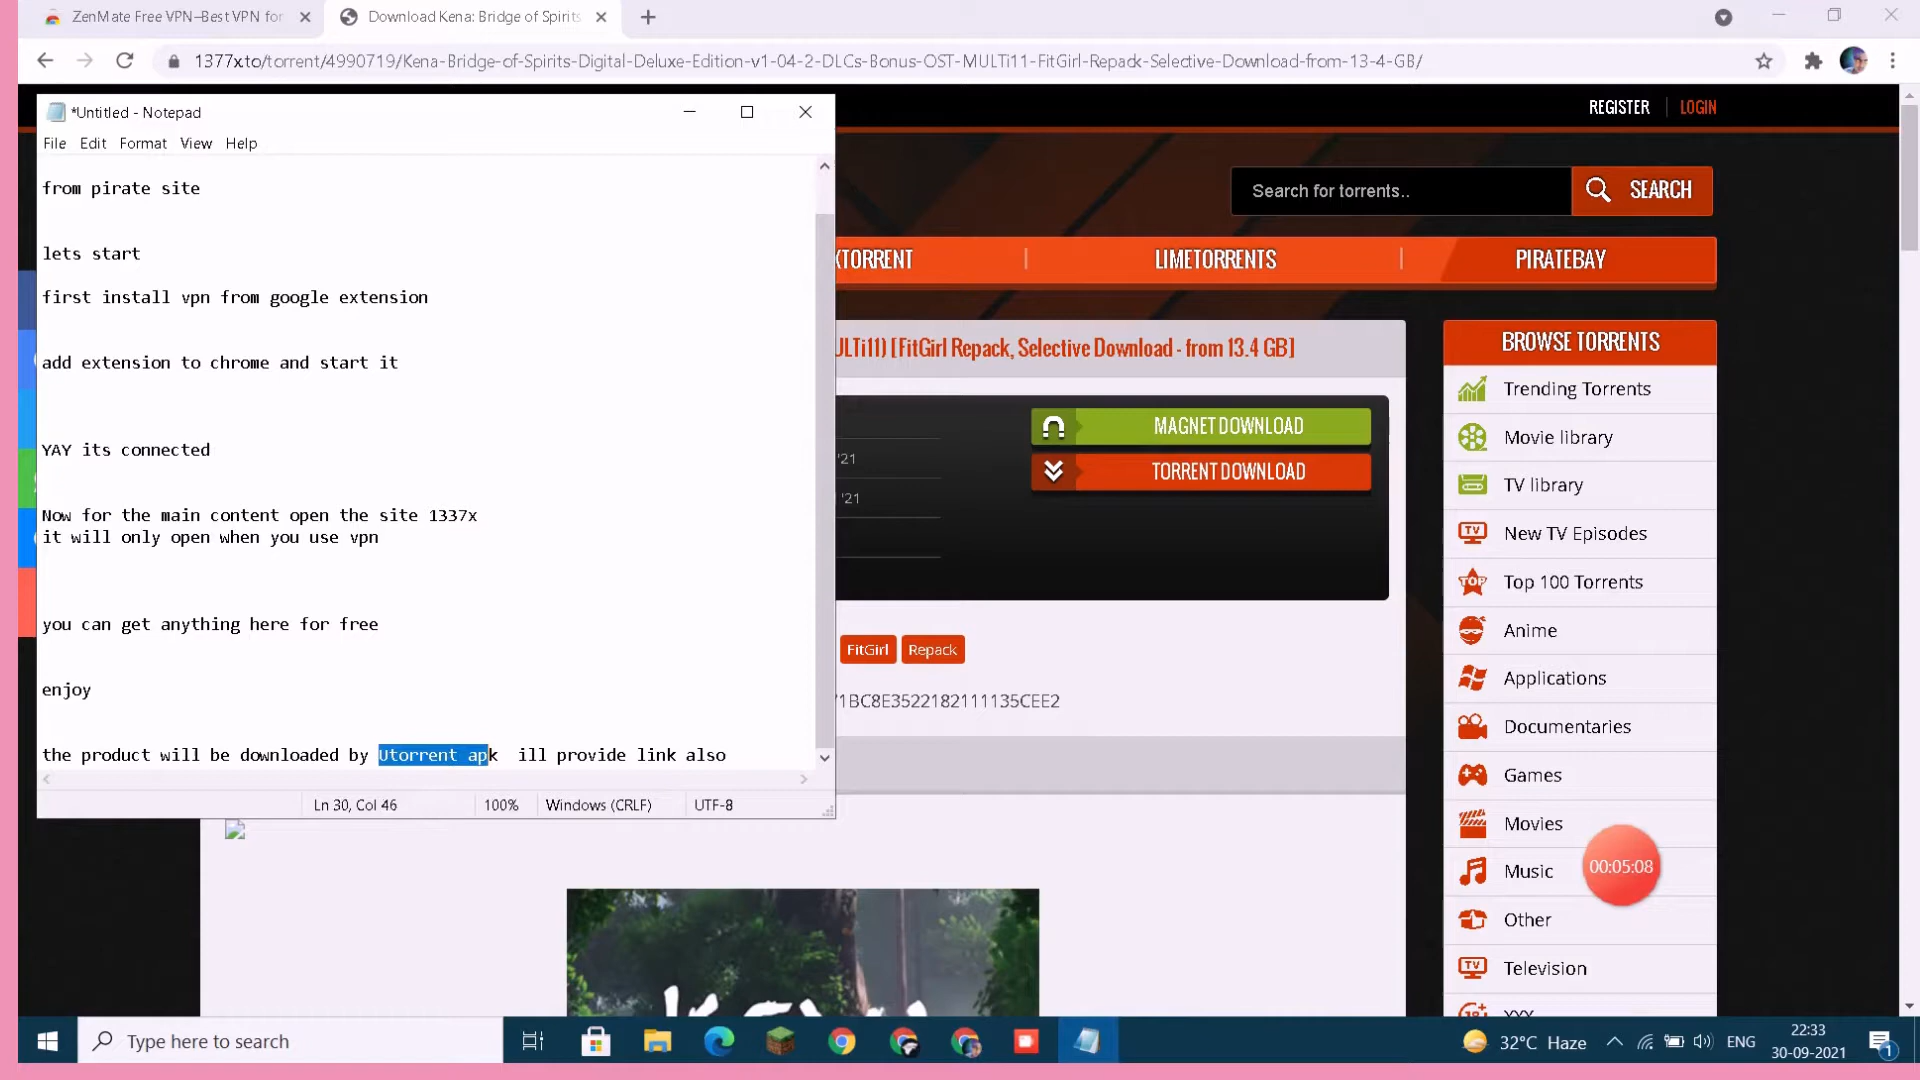 ZenMate Free VPN–Best VPN for
Download Kena: Bridge of Spirits
1377x.to/torrent/4990719/Kena-Bridge-of-Spirits-Digital-Deluxe-Edition-v1-04-2-DLCs-Bonus-OST-MULTi11-FitGirl-Repack-Selective-Download-from-13-4-GB/
REGISTER
LOGIN
*Untitled - Notepad
File Edit Format View Help
from pirate site
lets start
first install vpn from google extension
add extension to chrome and start it
YAY its connected
Now for the main content open the site 1337x
it will only open when you use vpn
you can get anything here for free
enjoy
the product will be downloaded by Utorrent apk ill provide link also
Ln 30, Col 46
100%
Windows (CRLF)
UTF-8
Search for torrents..
SEARCH
TORRENT
LIMETORRENTS
PIRATEBAY
MULTi11) [FitGirl Repack, Selective Download - from 13.4 GB]
MAGNET DOWNLOAD
TORRENT DOWNLOAD
'21
'21
FitGirl
Repack
71BC8E3522182111135CEE2
BROWSE TORRENTS
Trending Torrents
Movie library
TV library
New TV Episodes
Top 100 Torrents
Anime
Applications
Documentaries
Games
Movies
Music
Other
Television
XXX
00:05:08
Type here to search
32°C Haze
ENG
22:33
30-09-2021
1